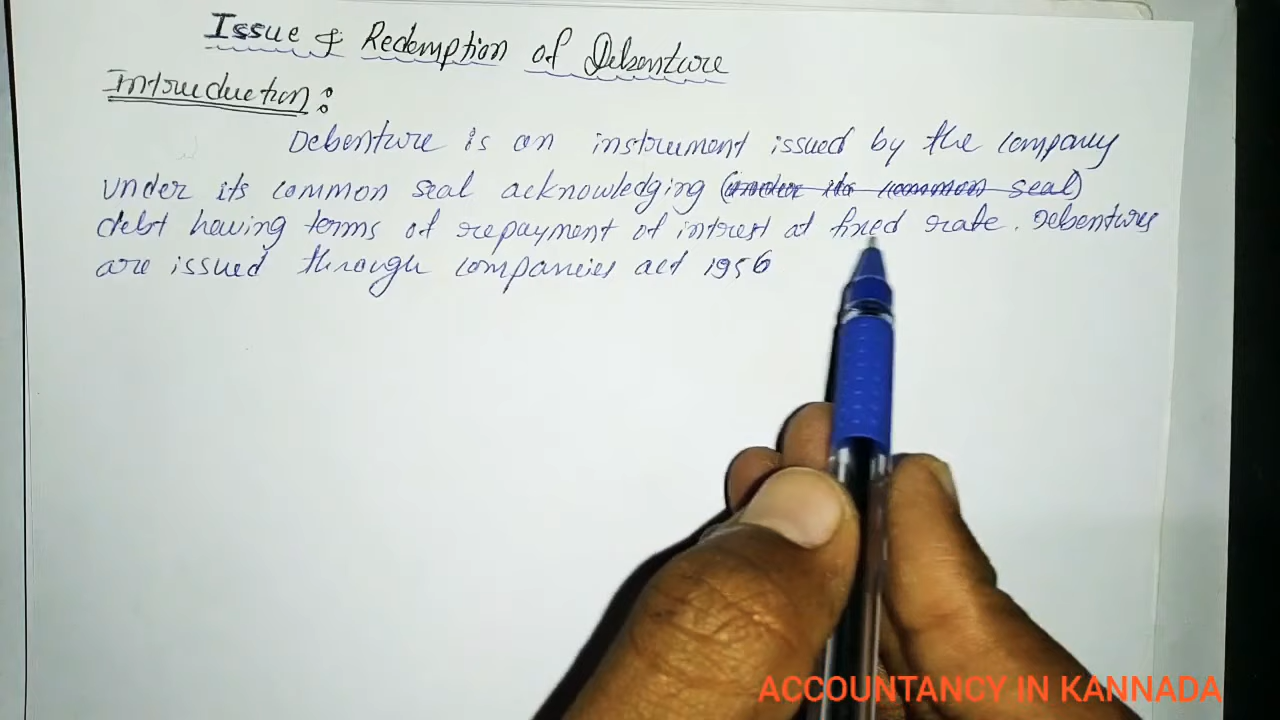 Issue & Redemption of Debenture
Introduction:
Debenture is an instrument issued by the company
under its common seal acknowledging (under its common seal)
debt having terms of repayment of intrest at fixed rate. Debentures
are issued through companies act 1956
ACCOUNTANCY IN KANNADA